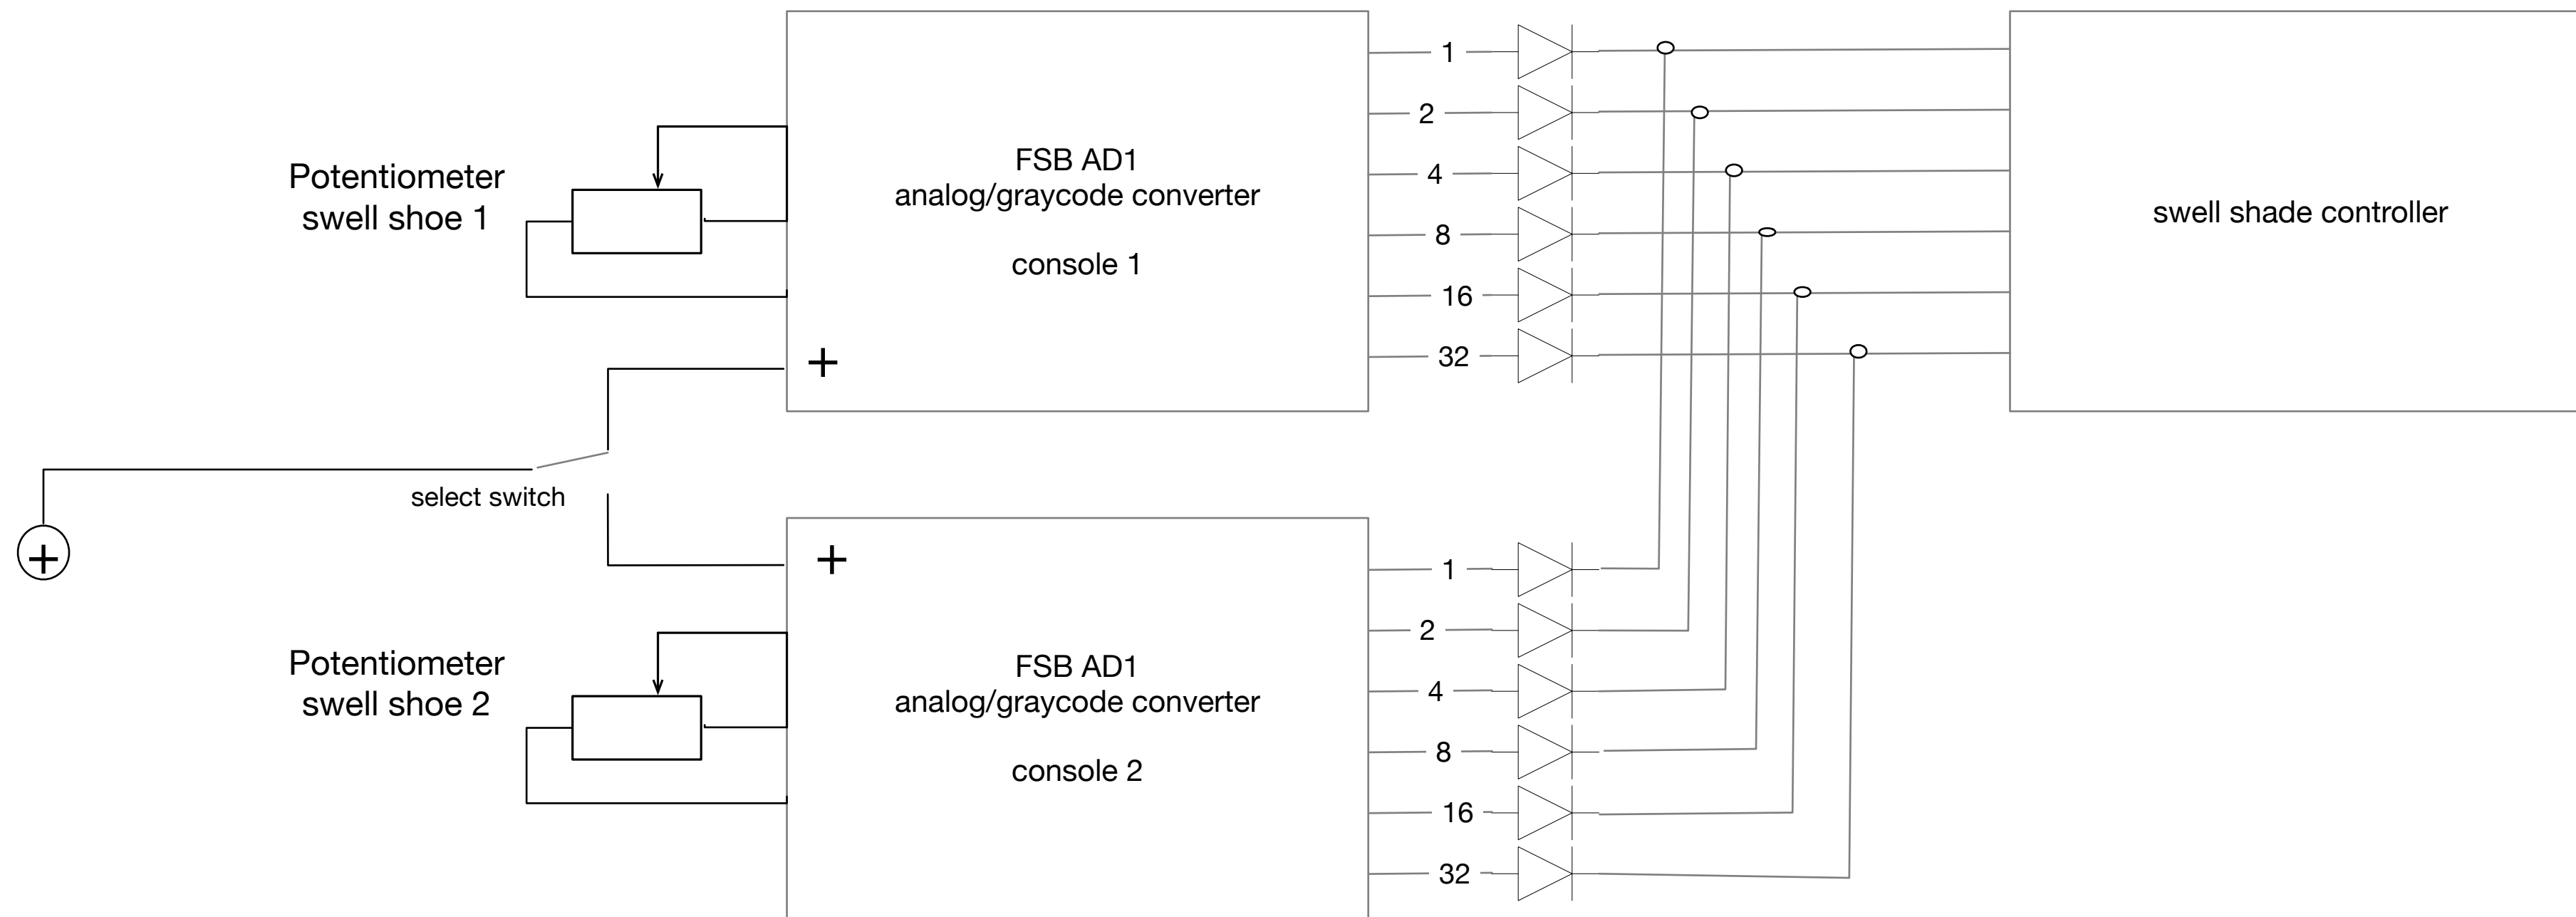 1
2
4
8
16
32
Potentiometer
swell shoe 1
FSB AD1
analog/graycode converter
console 1
+
swell shade controller
select switch
+
+
Potentiometer
swell shoe 2
FSB AD1
analog/graycode converter
console 2
1
2
4
8
16
32